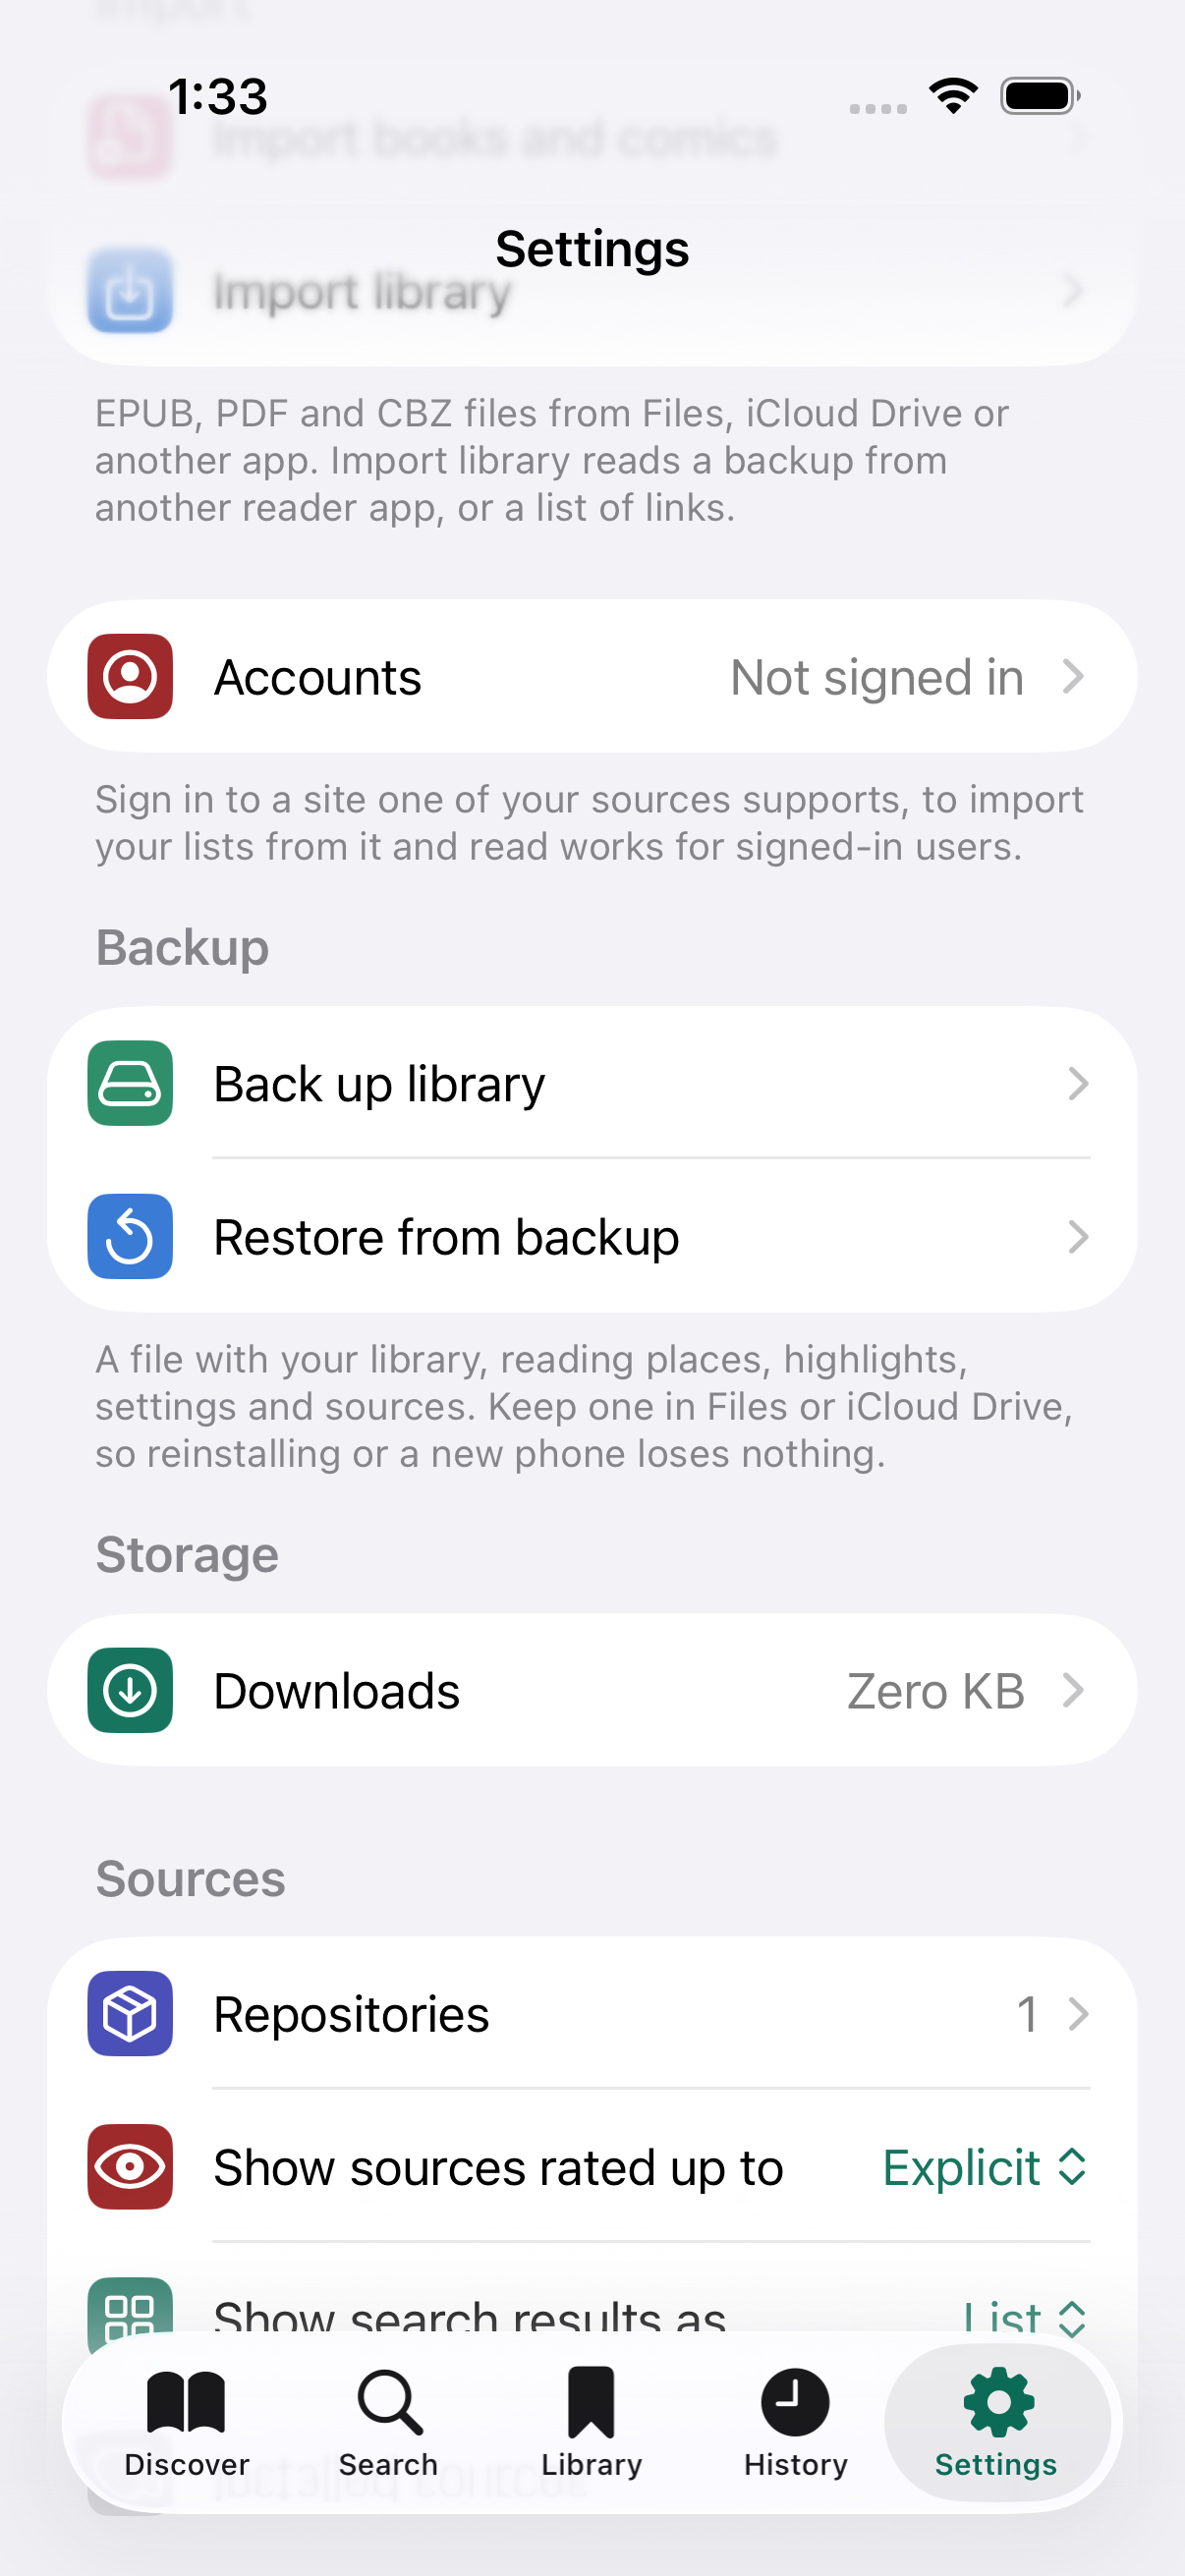 1:33
Import books and comics
Settings
Import library
EPUB, PDF and CBZ files from Files, iCloud Drive or
another app. Import library reads a backup from
another reader app, or a list of links.
Accounts
Not signed in
Sign in to a site one of your sources supports, to import
your lists from it and read works for signed-in users.
Backup
Back up library
Restore from backup
A file with your library, reading places, highlights,
settings and sources. Keep one in Files or iCloud Drive,
so reinstalling or a new phone loses nothing.
Storage
Downloads
Zero KB
Sources
Repositories
1
Show sources rated up to
Explicit
Show search results as
List
Discover
Search
Library
History
Settings